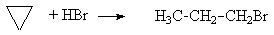 + HBr ⟶ H₃C-CH₂-CH₂Br